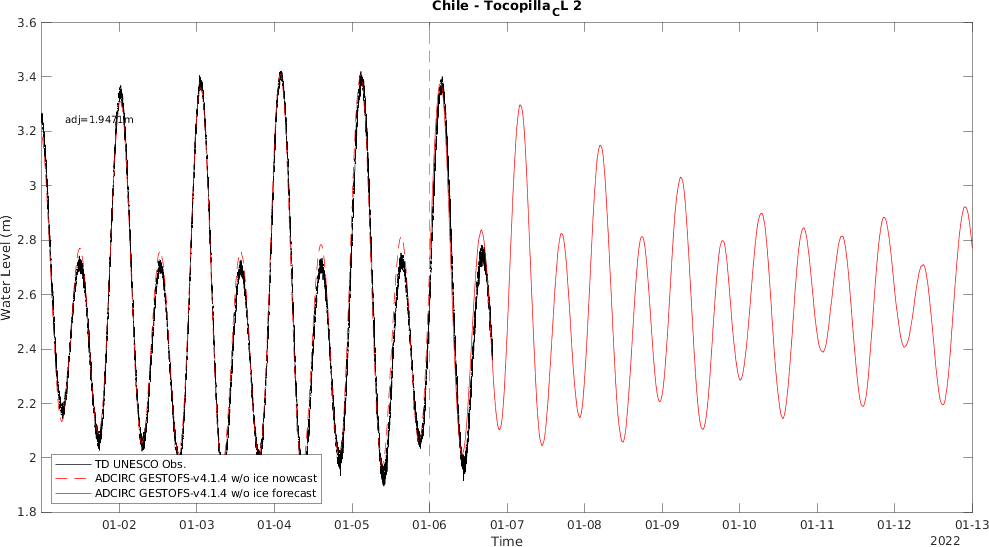 Chile - Tocopilla_CL 2
3.6
3.4
adj=1.9471m
3.2
3
2.8
2.6
2.4
2.2
2
1.8
Water Level (m)
TD UNESCO Obs.
ADCIRC GESTOFS-v4.1.4 w/o ice nowcast
ADCIRC GESTOFS-v4.1.4 w/o ice forecast
01-02 01-03 01-04 01-05 01-06 01-07 01-08 01-09 01-10 01-11 01-12 01-13
Time
2022